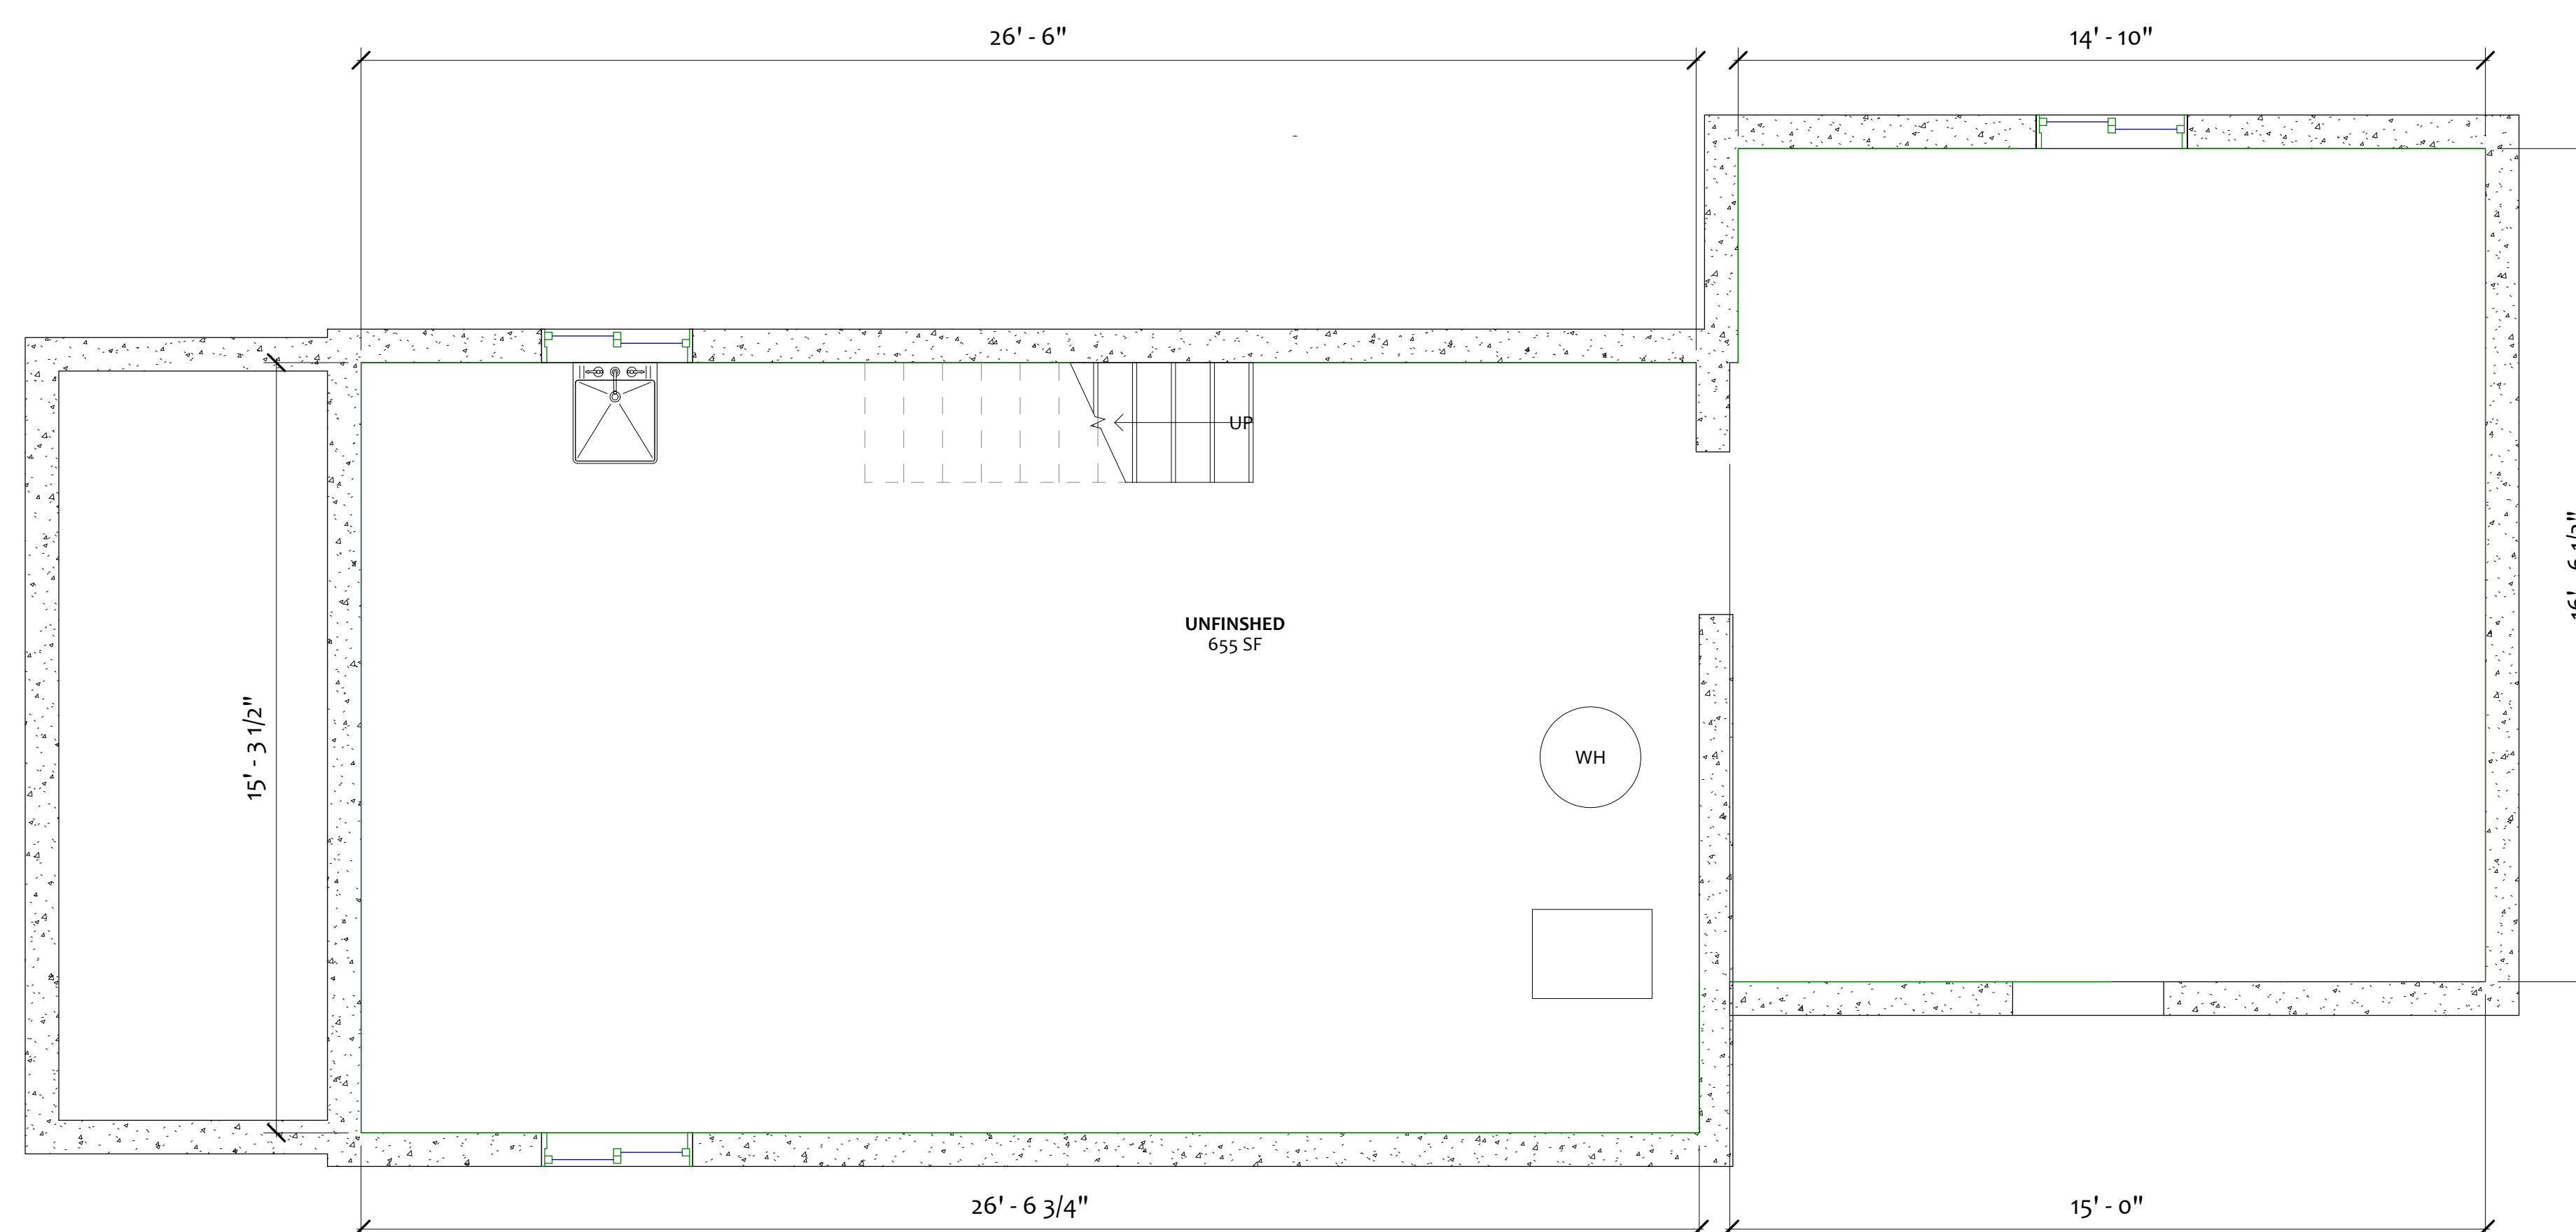 26' - 6"
14' - 10"
UP
15' - 3 1/2"
UNFINSHED
655 SF
WH
26' - 6 3/4"
15' - 0"